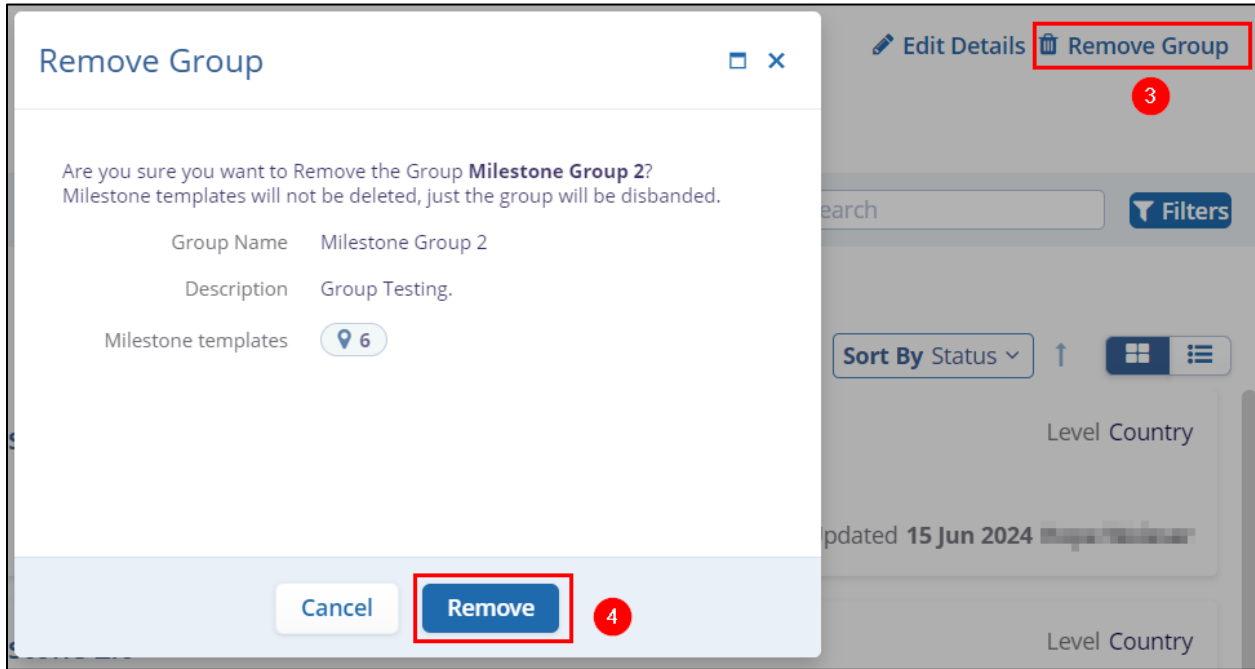 Remove Group
Edit Details Remove Group
3
Are you sure you want to Remove the Group Milestone Group 2?
Milestone templates will not be deleted, just the group will be disbanded.
earch
Filters
Group Name Milestone Group 2
Description Group Testing.
Milestone templates 6
Sort By Status
Level Country
pdated 15 Jun 2024
Cancel Remove
4
Level Country